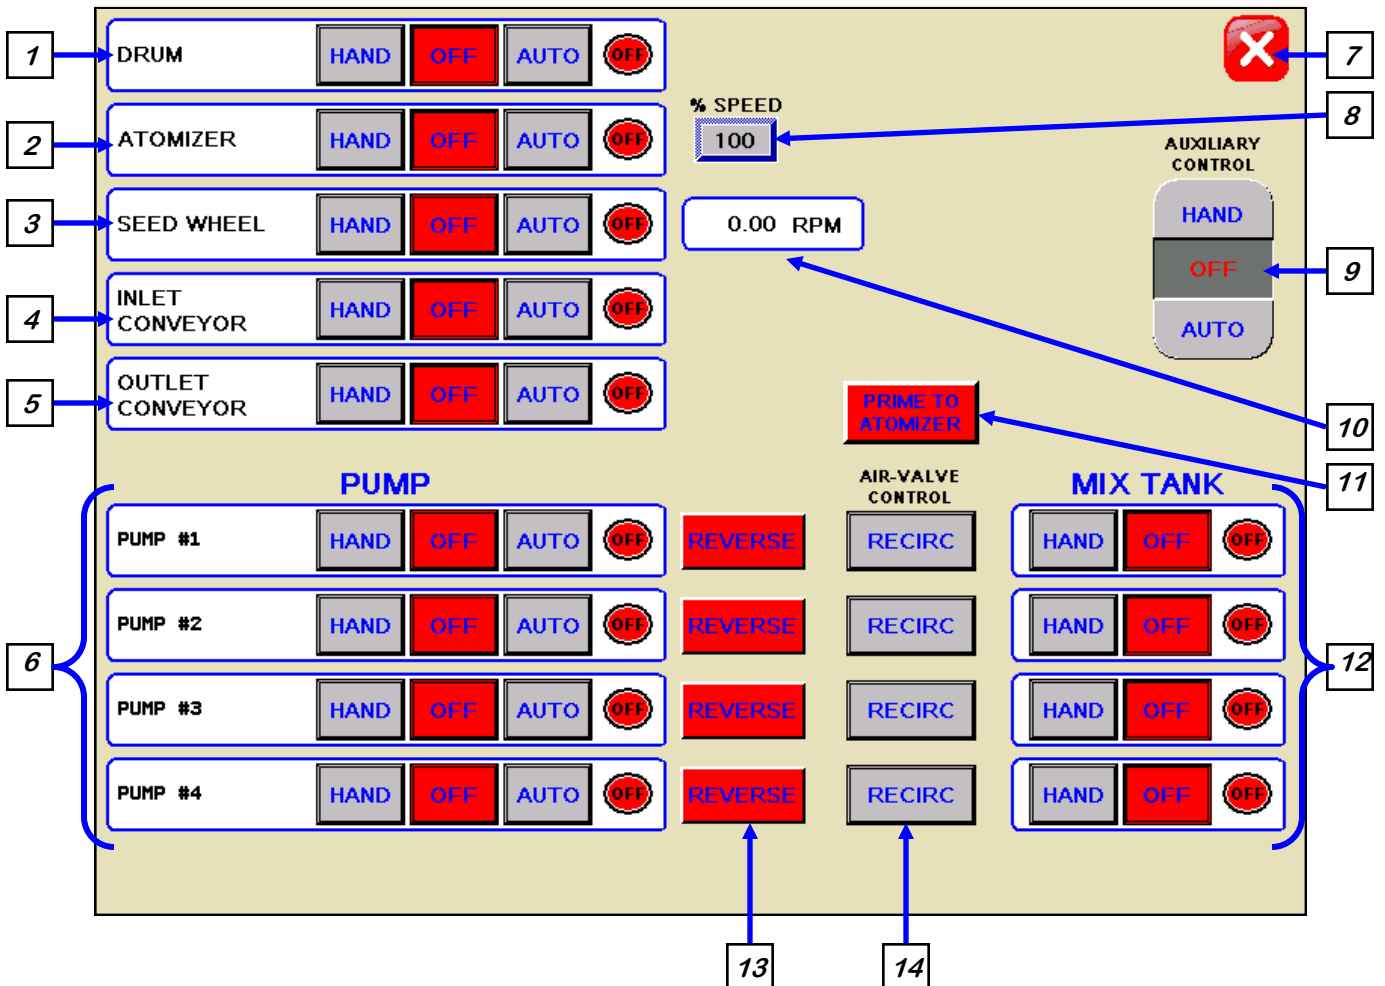 1
DRUM
HAND
OFF
AUTO
OFF
7
% SPEED
100
8
2
ATOMIZER
HAND
OFF
AUTO
OFF
AUXILIARY
CONTROL
HAND
OFF
AUTO
9
3
SEED WHEEL
HAND
OFF
AUTO
OFF
0.00 RPM
4
INLET
CONVEYOR
HAND
OFF
AUTO
OFF
5
OUTLET
CONVEYOR
HAND
OFF
AUTO
OFF
PRIME TO
ATOMIZER
10
11
PUMP
AIR-VALVE
CONTROL
MIX TANK
PUMP #1
HAND
OFF
AUTO
OFF
REVERSE
RECIRC
HAND
OFF
OFF
PUMP #2
HAND
OFF
AUTO
OFF
REVERSE
RECIRC
HAND
OFF
OFF
6
12
PUMP #3
HAND
OFF
AUTO
OFF
REVERSE
RECIRC
HAND
OFF
OFF
PUMP #4
HAND
OFF
AUTO
OFF
REVERSE
RECIRC
HAND
OFF
OFF
13
14